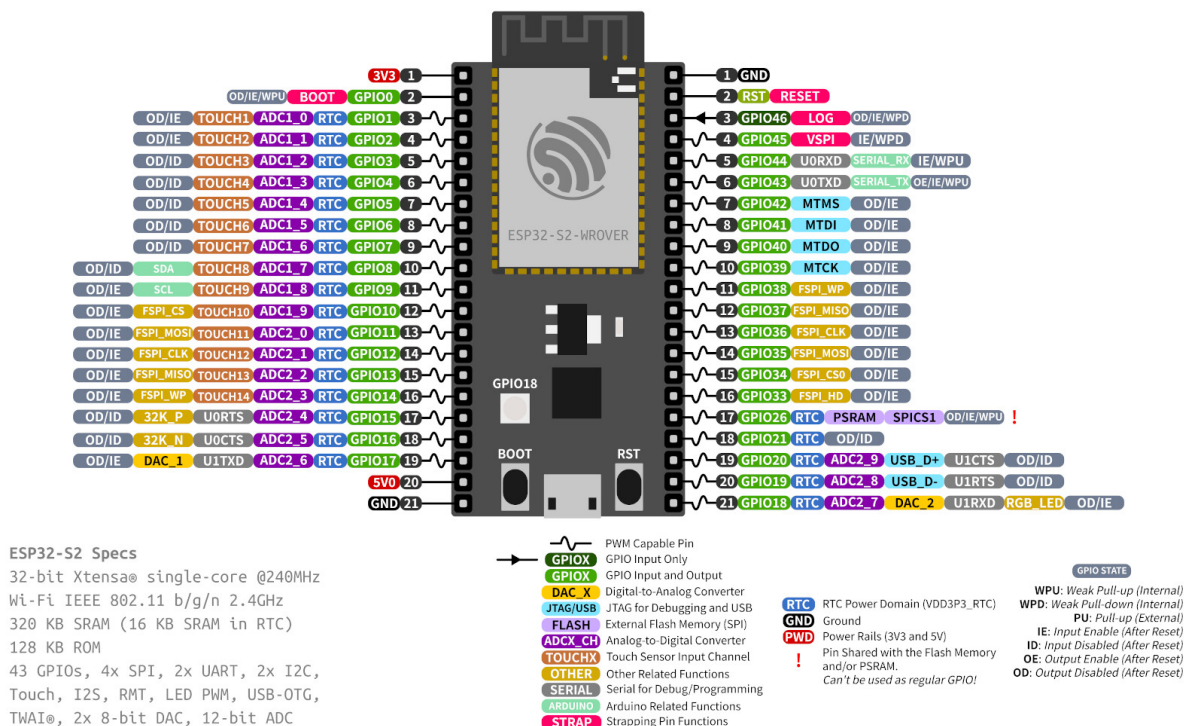 3V3 1
1 GND
OD/IE/WPU BOOT GPIO0 2
2 RST RESET
OD/IE TOUCH1 ADC1_0 RTC GPIO1 3
3 GPIO46 LOG OD/IE/WPD
OD/IE TOUCH2 ADC1_1 RTC GPIO2 4
4 GPIO45 VSPI IE/WPD
OD/ID TOUCH3 ADC1_2 RTC GPIO3 5
5 GPIO44 U0RXD SERIAL_RX IE/WPU
OD/ID TOUCH4 ADC1_3 RTC GPIO4 6
6 GPIO43 U0TXD SERIAL_TX OE/IE/WPU
OD/ID TOUCH5 ADC1_4 RTC GPIO5 7
7 GPIO42 MTMS OD/IE
OD/ID TOUCH6 ADC1_5 RTC GPIO6 8
8 GPIO41 MTDI OD/IE
OD/ID TOUCH7 ADC1_6 RTC GPIO7 9
9 GPIO40 MTDO OD/IE
OD/ID SDA TOUCH8 ADC1_7 RTC GPIO8 10
10 GPIO39 MTCK OD/IE
OD/IE SCL TOUCH9 ADC1_8 RTC GPIO9 11
11 GPIO38 FSPI_WP OD/IE
OD/IE FSPI_CS TOUCH10 ADC1_9 RTC GPIO10 12
12 GPIO37 FSPI_MISO OD/IE
OD/IE FSPI_MOSI TOUCH11 ADC2_0 RTC GPIO11 13
13 GPIO36 FSPI_CLK OD/IE
OD/IE FSPI_CLK TOUCH12 ADC2_1 RTC GPIO12 14
14 GPIO35 FSPI_MOSI OD/IE
OD/IE FSPI_MISO TOUCH13 ADC2_2 RTC GPIO13 15
15 GPIO34 FSPI_CS0 OD/IE
OD/IE FSPI_WP TOUCH14 ADC2_3 RTC GPIO14 16
16 GPIO33 FSPI_HD OD/IE
OD/ID 32K_P U0RTS ADC2_4 RTC GPIO15 17
17 GPIO26 RTC PSRAM SPICS1 OD/IE/WPU !
OD/ID 32K_N U0CTS ADC2_5 RTC GPIO16 18
18 GPIO21 RTC OD/ID
OD/IE DAC_1 U1TXD ADC2_6 RTC GPIO17 19
19 GPIO20 RTC ADC2_9 USB_D+ U1CTS OD/ID
5V0 20
20 GPIO19 RTC ADC2_8 USB_D- U1RTS OD/ID
GND 21
21 GPIO18 RTC ADC2_7 DAC_2 U1RXD RGB_LED OD/IE
ESP32-S2-WROVER
GPIO18
BOOT
RST
ESP32-S2 Specs
32-bit Xtensa® single-core @240MHz
Wi-Fi IEEE 802.11 b/g/n 2.4GHz
320 KB SRAM (16 KB SRAM in RTC)
128 KB ROM
43 GPIOs, 4x SPI, 2x UART, 2x I2C,
Touch, I2S, RMT, LED PWM, USB-OTG,
TWAI®, 2x 8-bit DAC, 12-bit ADC
PWM Capable Pin
GPIOX GPIO Input Only
GPIOX GPIO Input and Output
DAC_X Digital-to-Analog Converter
JTAG/USB JTAG for Debugging and USB
FLASH External Flash Memory (SPI)
ADCX_CH Analog-to-Digital Converter
TOUCHX Touch Sensor Input Channel
OTHER Other Related Functions
SERIAL Serial for Debug/Programming
ARDUINO Arduino Related Functions
STRAP Strapping Pin Functions
RTC RTC Power Domain (VDD3P3_RTC)
GND Ground
PWD Power Rails (3V3 and 5V)
! Pin Shared with the Flash Memory
and/or PSRAM.
Can't be used as regular GPIO!
GPIO STATE
WPU: Weak Pull-up (Internal)
WPD: Weak Pull-down (Internal)
PU: Pull-up (External)
IE: Input Enable (After Reset)
ID: Input Disabled (After Reset)
OE: Output Enable (After Reset)
OD: Output Disabled (After Reset)